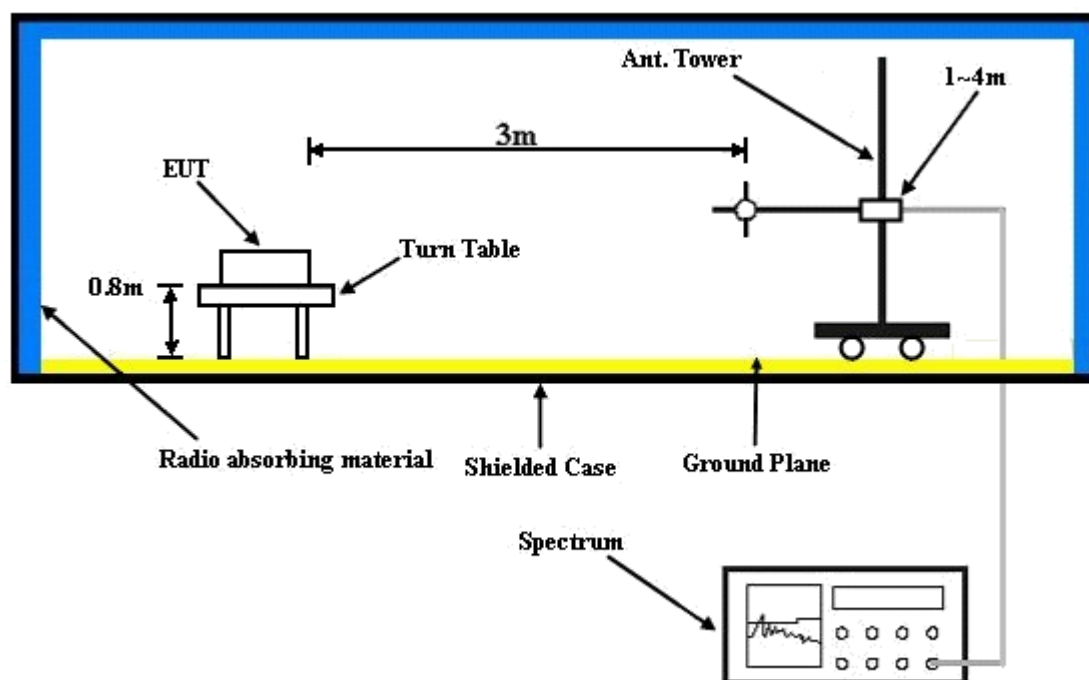 Ant. Tower
1~4m
3m
EUT
Turn Table
0.8m
Radio absorbing material
Shielded Case
Ground Plane
Spectrum